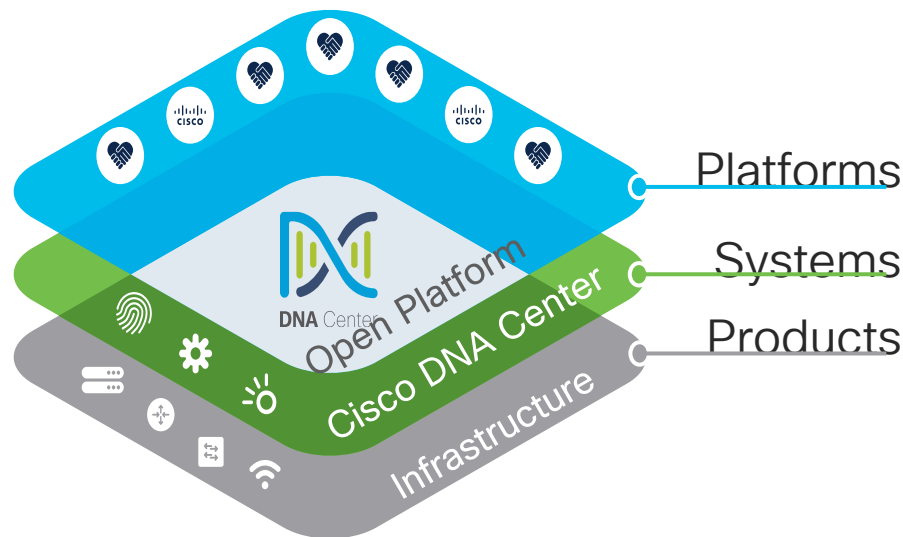 CISCO
CISCO
Platforms
Systems
Products
DNA Center
Open Platform
Cisco DNA Center
Infrastructure